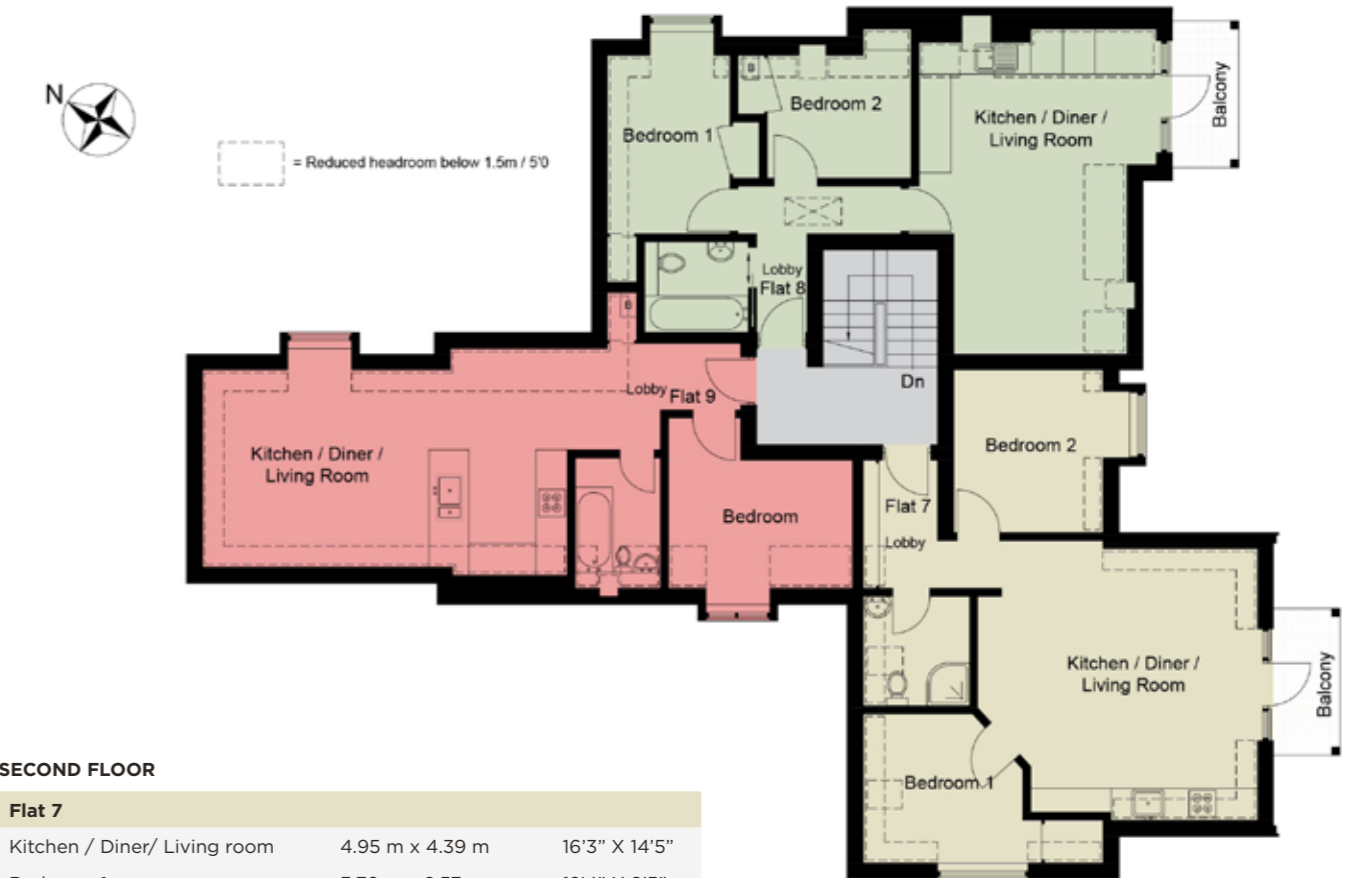 N
= Reduced headroom below 1.5m / 5'0
Bedroom 1
Bedroom 2
Kitchen / Diner /
Living Room
Balcony
Lobby
Flat 8
Dn
Lobby
Flat 9
Kitchen / Diner /
Living Room
Bedroom
Bedroom 2
Flat 7
Lobby
Kitchen / Diner /
Living Room
Balcony
Bedroom 1
SECOND FLOOR
Flat 7
Kitchen / Diner/ Living room 4.95 m x 4.39 m 16'3” X 14'5”